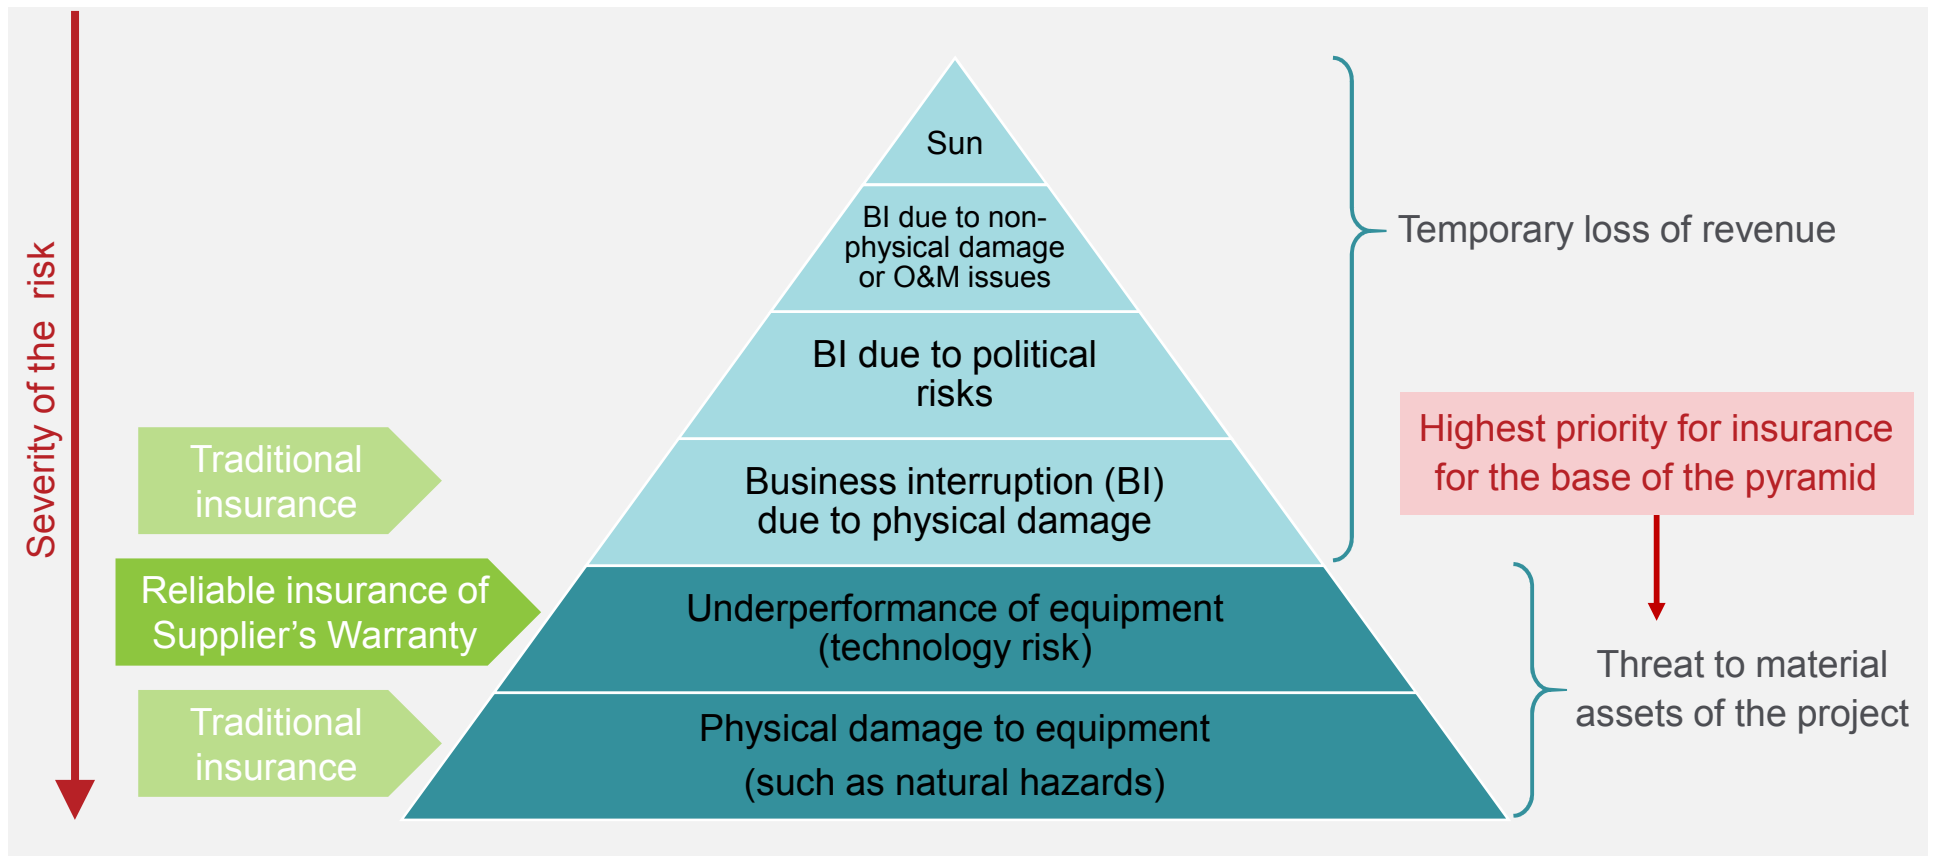 Severity of the risk
Sun
BI due to non-
physical damage
or O&M issues
BI due to political
risks
Business interruption (BI)
due to physical damage
Underperformance of equipment
(technology risk)
Physical damage to equipment
(such as natural hazards)
Traditional
insurance
Reliable insurance of
Supplier’s Warranty
Traditional
insurance
Temporary loss of revenue
Highest priority for insurance
for the base of the pyramid
Threat to material
assets of the project